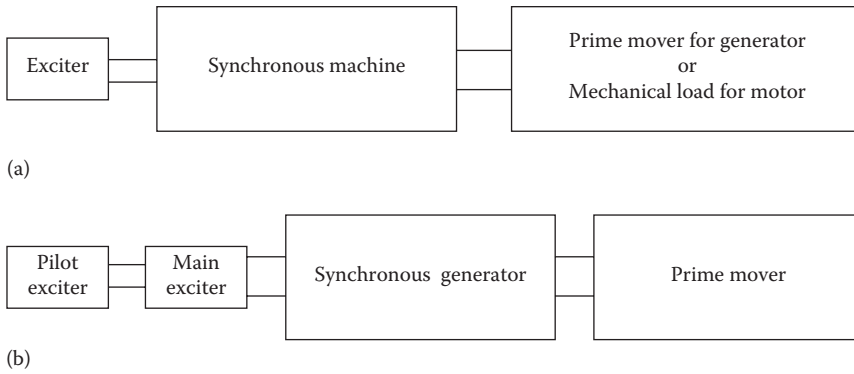 Exciter
Synchronous machine
Prime mover for generator
or
Mechanical load for motor
(a)
Pilot
exciter
Main
exciter
Synchronous generator
Prime mover
(b)